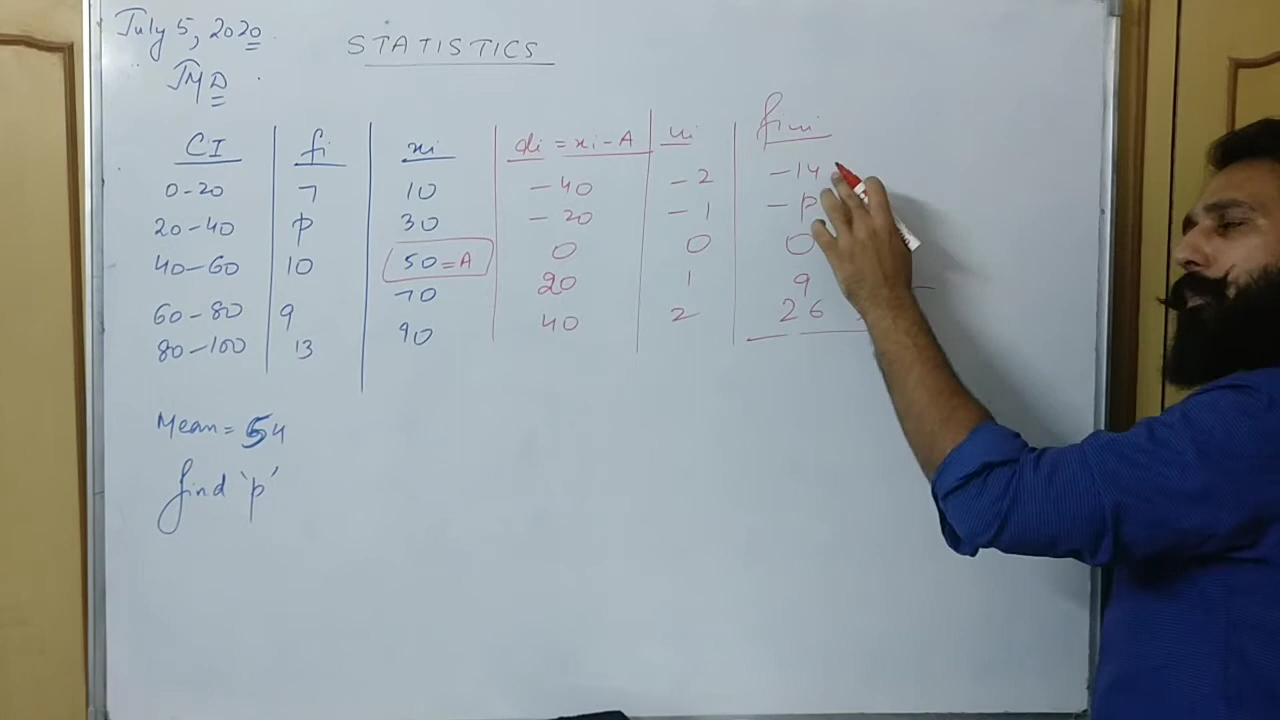 July 5, 2020
STATISTICS
JMD
CI fi xi di = xi - A ui fiui
0-20 7 10 -40 -2 -14
20-40 p 30 -20 -1 -p
40-60 10 50=A 0 0 0
60-80 9 70 20 1 9
80-100 13 90 40 2 26
Mean = 54
find 'p'